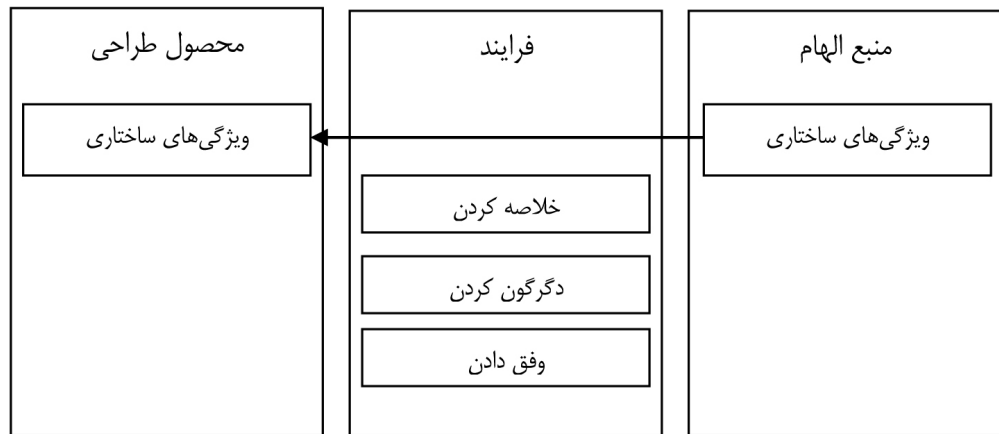 منبع الهام
ویژگی‌های ساختاری
فرایند
خلاصه کردن
دگرگون کردن
وفق دادن
محصول طراحی
ویژگی‌های ساختاری